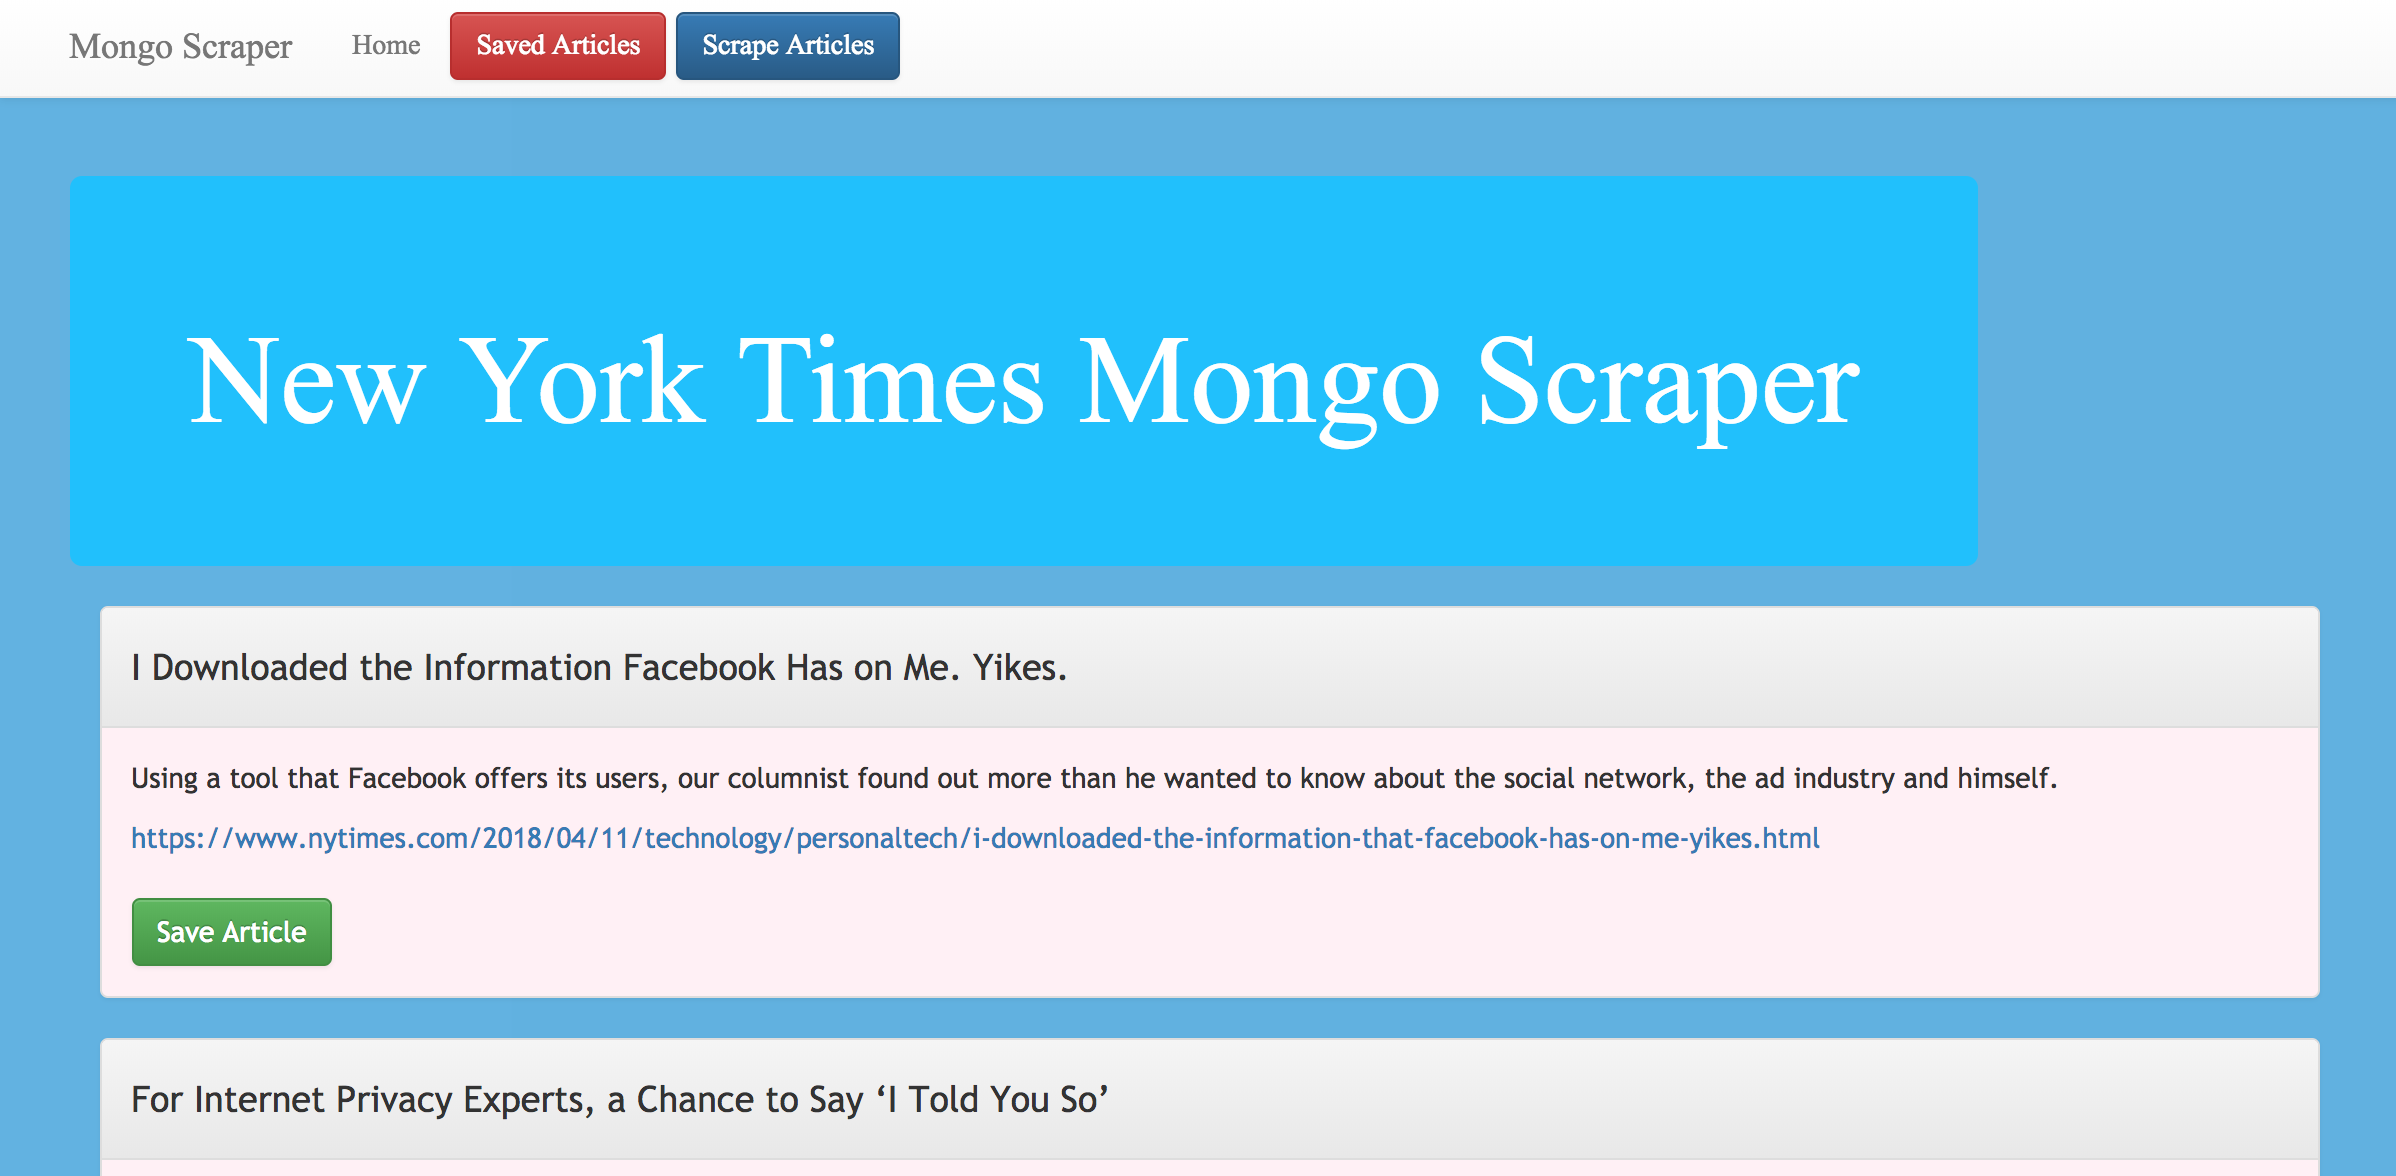 Mongo Scraper Home Saved Articles Scrape Articles
New York Times Mongo Scraper
I Downloaded the Information Facebook Has on Me. Yikes.
Using a tool that Facebook offers its users, our columnist found out more than he wanted to know about the social network, the ad industry and himself.
https://www.nytimes.com/2018/04/11/technology/personaltech/i-downloaded-the-information-that-facebook-has-on-me-yikes.html
Save Article
For Internet Privacy Experts, a Chance to Say ‘I Told You So’